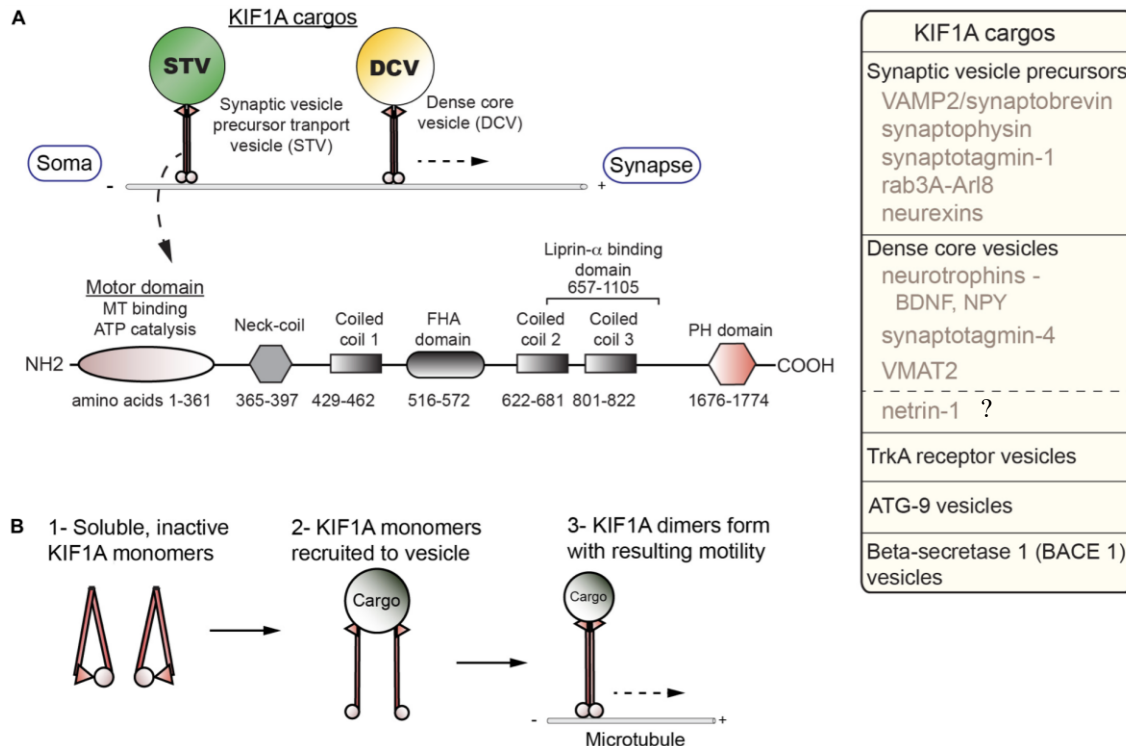 A
KIF1A cargos
STV
DCV
Synaptic vesicle
precursor tranport
vesicle (STV)
Dense core
vesicle (DCV)
Soma
-
+
Synapse
Motor domain
MT binding
ATP catalysis
Neck-coil
Coiled
coil 1
FHA
domain
Liprin-α binding
domain
657-1105
Coiled
coil 2
Coiled
coil 3
PH domain
NH2
COOH
amino acids 1-361
365-397
429-462
516-572
622-681
801-822
1676-1774
B
1- Soluble, inactive
KIF1A monomers
2- KIF1A monomers
recruited to vesicle
Cargo
3- KIF1A dimers form
with resulting motility
Cargo
-
+
Microtubule
KIF1A cargos
Synaptic vesicle precursors
VAMP2/synaptobrevin
synaptophysin
synaptotagmin-1
rab3A-Arl8
neurexins
Dense core vesicles
neurotrophins -
BDNF, NPY
synaptotagmin-4
VMAT2
netrin-1 ?
TrkA receptor vesicles
ATG-9 vesicles
Beta-secretase 1 (BACE 1)
vesicles